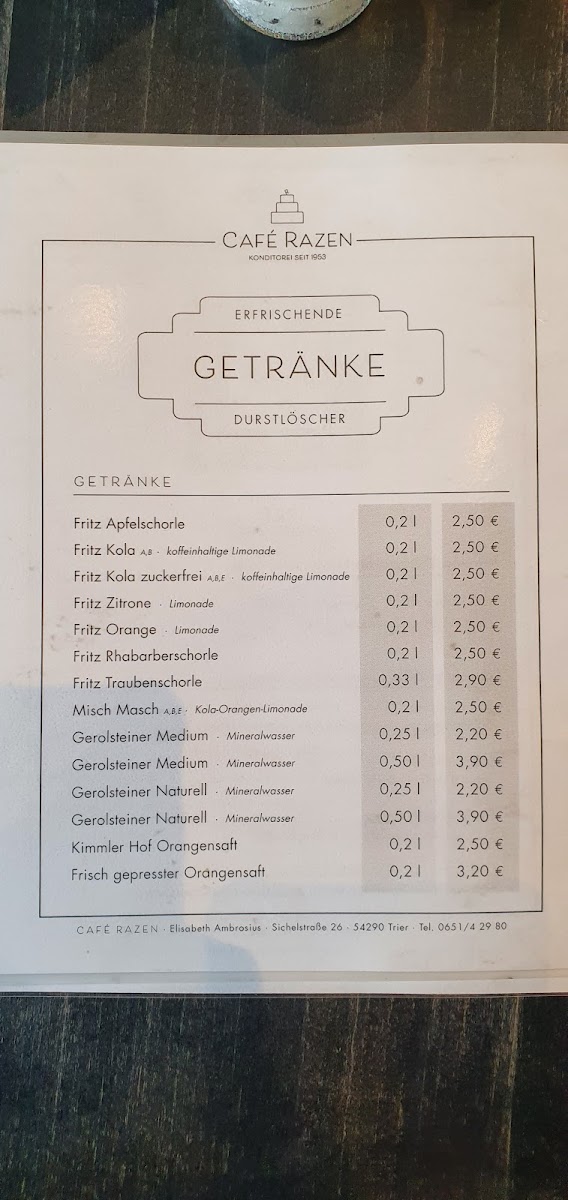 CAFÉ RAZEN
KONDITOREI SEIT 1953
ERFRISCHENDE
GETRÄNKE
DURSTLÖSCHER
GETRÄNKE
Fritz Apfelschorle 0,2 l 2,50 €
Fritz Kola A,B · koffeinhaltige Limonade 0,2 l 2,50 €
Fritz Kola zuckerfrei A,B,E · koffeinhaltige Limonade 0,2 l 2,50 €
Fritz Zitrone · Limonade 0,2 l 2,50 €
Fritz Orange · Limonade 0,2 l 2,50 €
Fritz Rhabarberschorle 0,2 l 2,50 €
Fritz Traubenschorle 0,33 l 2,90 €
Misch Masch A,B,E · Kola-Orangen-Limonade 0,2 l 2,50 €
Gerolsteiner Medium · Mineralwasser 0,25 l 2,20 €
Gerolsteiner Medium · Mineralwasser 0,50 l 3,90 €
Gerolsteiner Naturell · Mineralwasser 0,25 l 2,20 €
Gerolsteiner Naturell · Mineralwasser 0,50 l 3,90 €
Kimmler Hof Orangensaft 0,2 l 2,50 €
Frisch gepresster Orangensaft 0,2 l 3,20 €
CAFÉ RAZEN · Elisabeth Ambrosius · Sichelstraße 26 · 54290 Trier · Tel. 0651/4 29 80